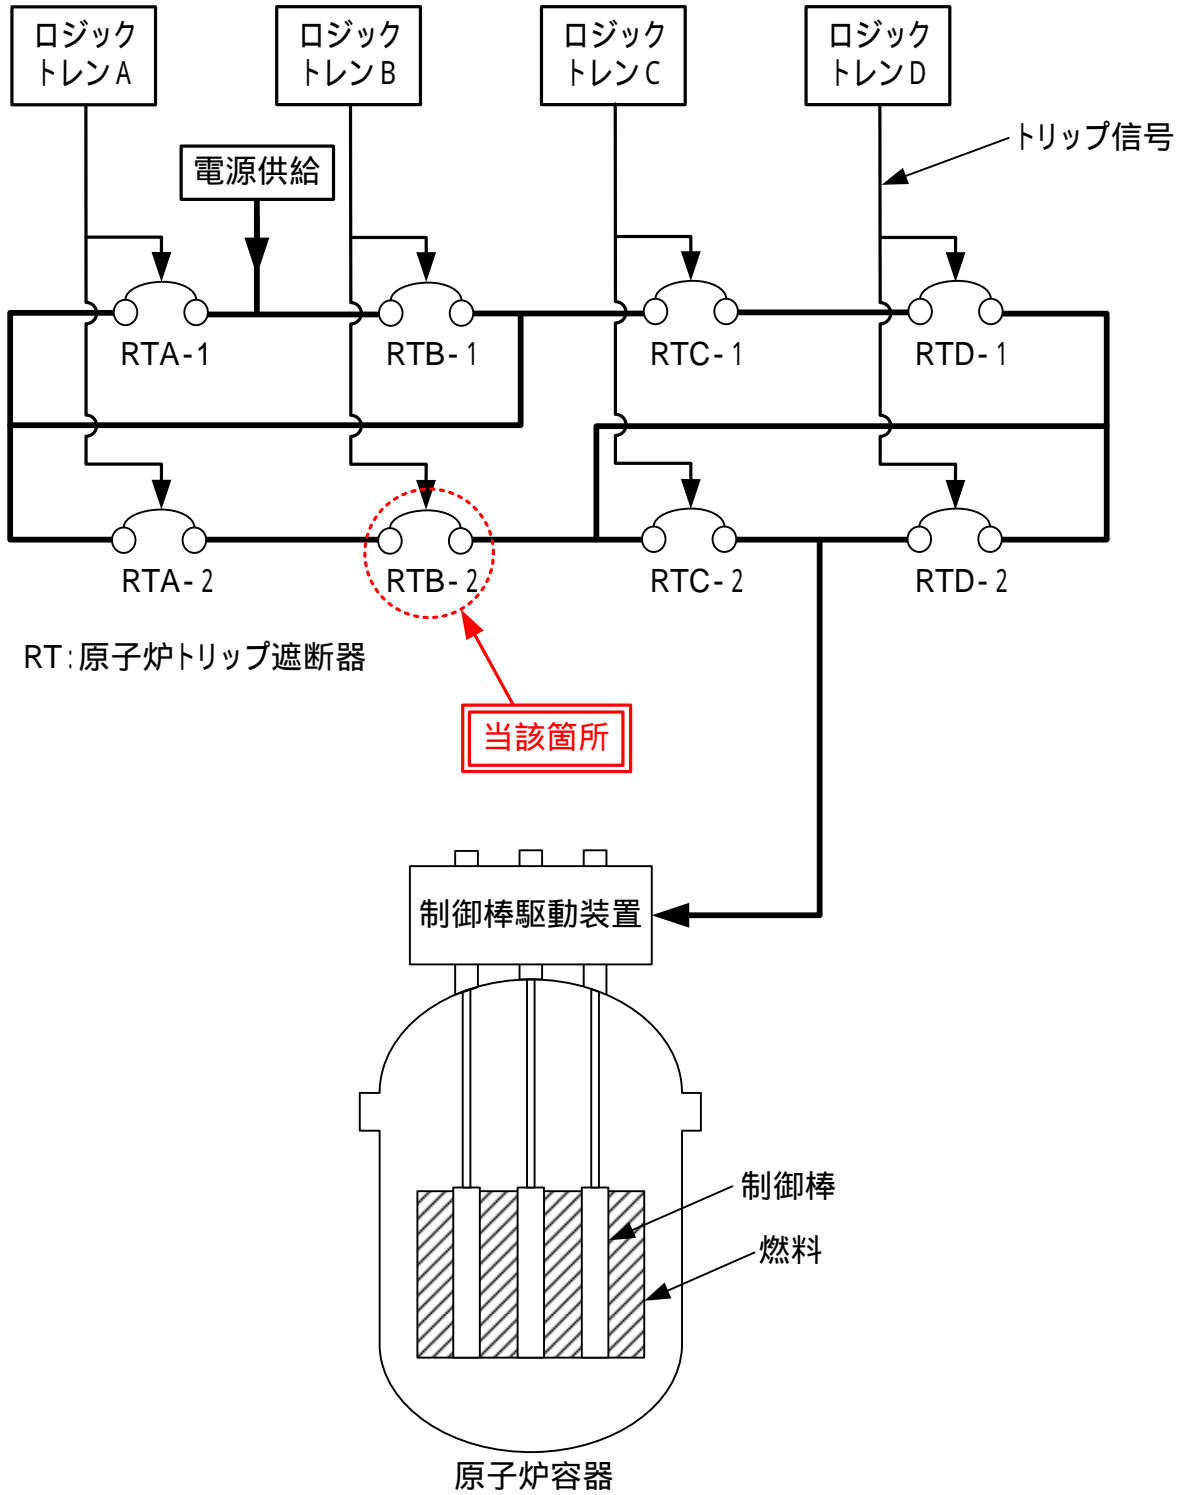 ロジック
トレンA
ロジック
トレンB
ロジック
トレンC
ロジック
トレンD
トリップ信号
電源供給
RTA-1
RTB-1
RTC-1
RTD-1
RTA-2
RTB-2
RTC-2
RTD-2
RT:原子炉トリップ遮断器
当該箇所
制御棒駆動装置
制御棒
燃料
原子炉容器